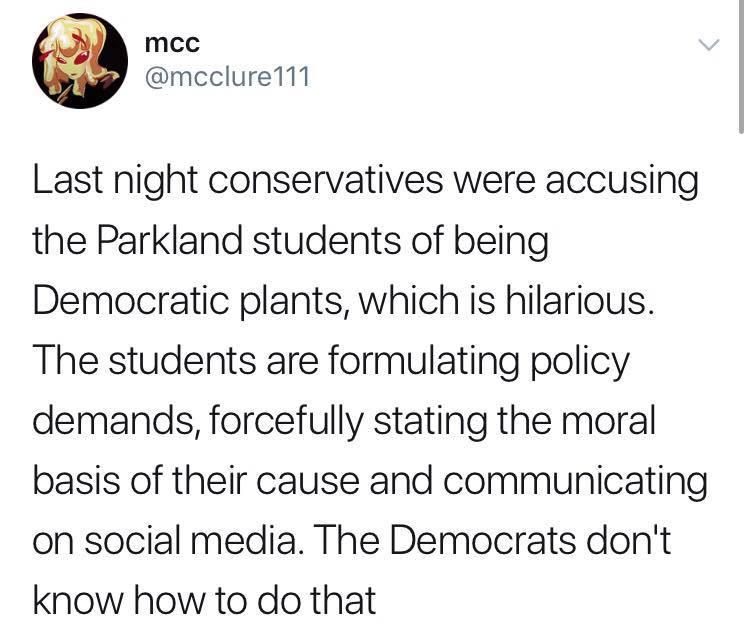 mcc
@mcclure111
Last night conservatives were accusing
the Parkland students of being
Democratic plants, which is hilarious.
The students are formulating policy
demands, forcefully stating the moral
basis of their cause and communicating
on social media. The Democrats don't
know how to do that